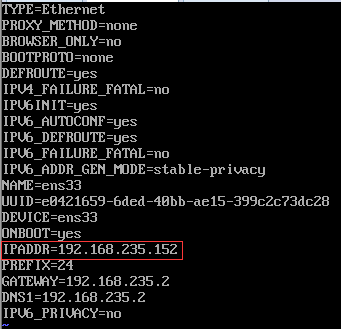 TYPE=Ethernet
PROXY_METHOD=none
BROWSER_ONLY=no
BOOTPROTO=none
DEFROUTE=yes
IPV4_FAILURE_FATAL=no
IPV6INIT=yes
IPV6_AUTOCONF=yes
IPV6_DEFROUTE=yes
IPV6_FAILURE_FATAL=no
IPV6_ADDR_GEN_MODE=stable-privacy
NAME=ens33
UUID=e0421659-6ded-40bb-ae15-399c2c73dc28
DEVICE=ens33
ONBOOT=yes
IPADDR=192.168.235.152
PREFIX=24
GATEWAY=192.168.235.2
DNS1=192.168.235.2
IPV6_PRIVACY=no
~